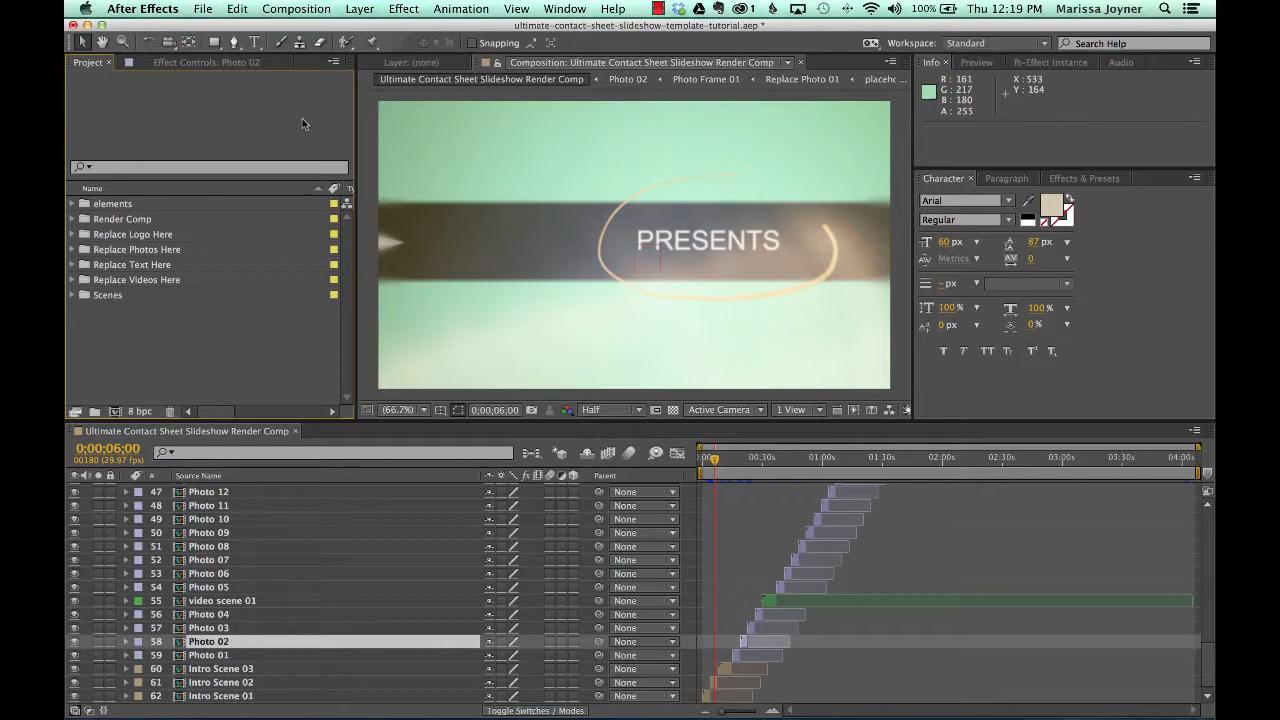 After Effects File Edit Composition Layer Effect Animation View Window Help 1 100% Thu 12:19 PM Marissa Joyner
ultimate-contact-sheet-slideshow-template-tutorial.aep *
Snapping Workspace: Standard Search Help
Project × Effect Controls: Photo 02
Layer: (none) Composition: Ultimate Contact Sheet Slideshow Render Comp ×
Info × Preview ft-Effect Instance Audio
Ultimate Contact Sheet Slideshow Render Comp Photo 02 Photo Frame 01 Replace Photo 01 placeho
R : 161
G : 217
B : 180
A : 255
X : 533
Y : 164
Name Ty
elements
Render Comp
Replace Logo Here
Replace Photos Here
Replace Text Here
Replace Videos Here
Scenes
8 bpc
PRESENTS
(66.7%) 0;00;06;00 Half Active Camera 1 View
Character × Paragraph Effects & Presets
Arial
Regular
60 px 87 px
Metrics 0
- px
100 % 100 %
0 px 0 %
T T TT Tr T¹ T₁
Ultimate Contact Sheet Slideshow Render Comp ×
0;00;06;00
00180 (29.97 fps)
:00s 00:30s 01:00s 01:30s 02:00s 02:30s 03:00s 03:30s 04:00s
# Source Name fx Parent
47 Photo 12 None
48 Photo 11 None
49 Photo 10 None
50 Photo 09 None
51 Photo 08 None
52 Photo 07 None
53 Photo 06 None
54 Photo 05 None
55 video scene 01 None
56 Photo 04 None
57 Photo 03 None
58 Photo 02 None
59 Photo 01 None
60 Intro Scene 03 None
61 Intro Scene 02 None
62 Intro Scene 01 None
Toggle Switches / Modes